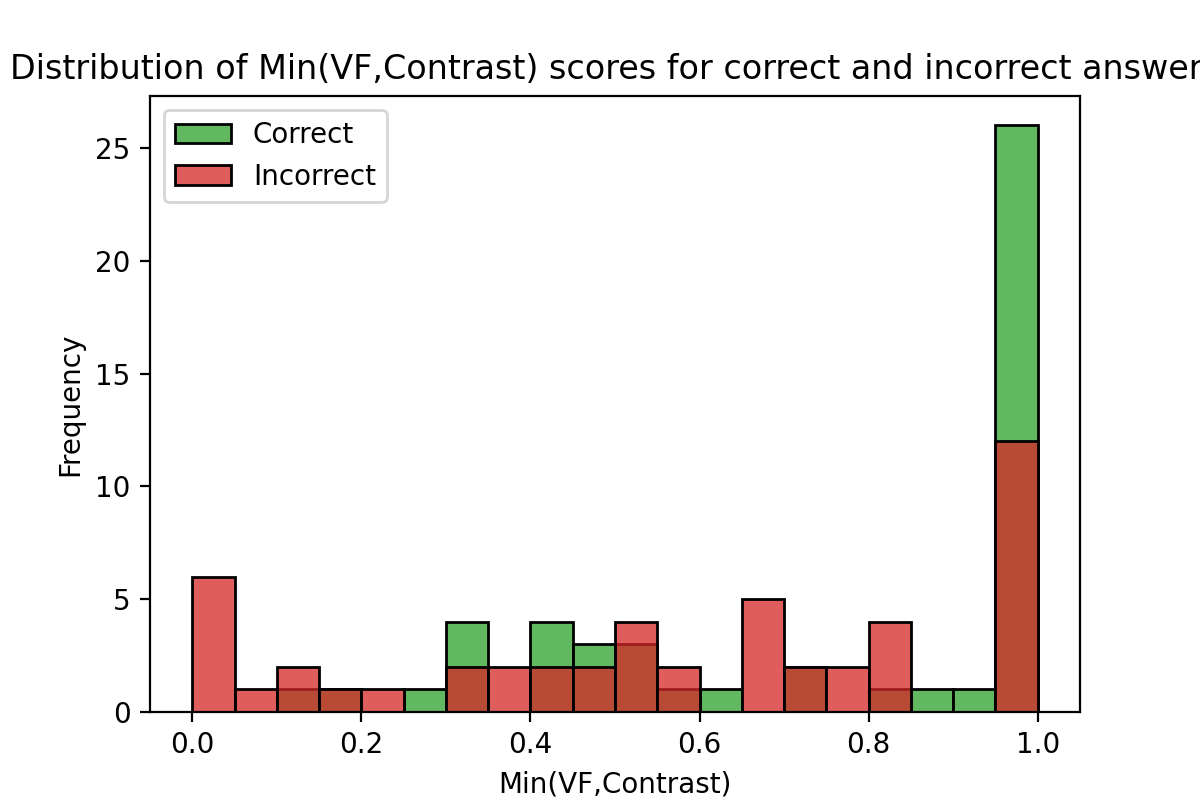 Distribution of Min(VF,Contrast) scores for correct and incorrect answer
Correct
Incorrect
Frequency
25
20
15
10
5
0
0.0 0.2 0.4 0.6 0.8 1.0
Min(VF,Contrast)